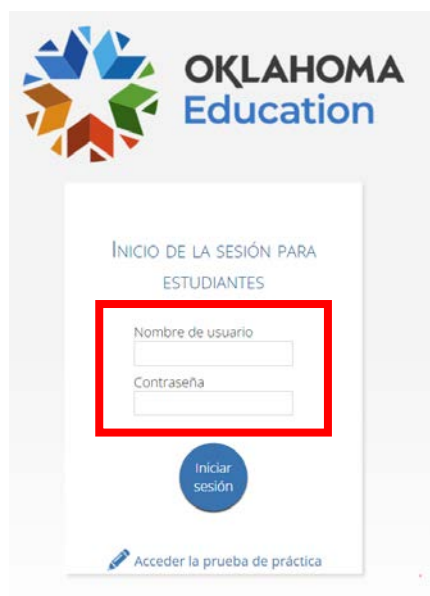 OKLAHOMA
Education
INICIO DE LA SESIÓN PARA
ESTUDIANTES
Nombre de usuario
Contraseña
Iniciar
sesión
Acceder la prueba de práctica